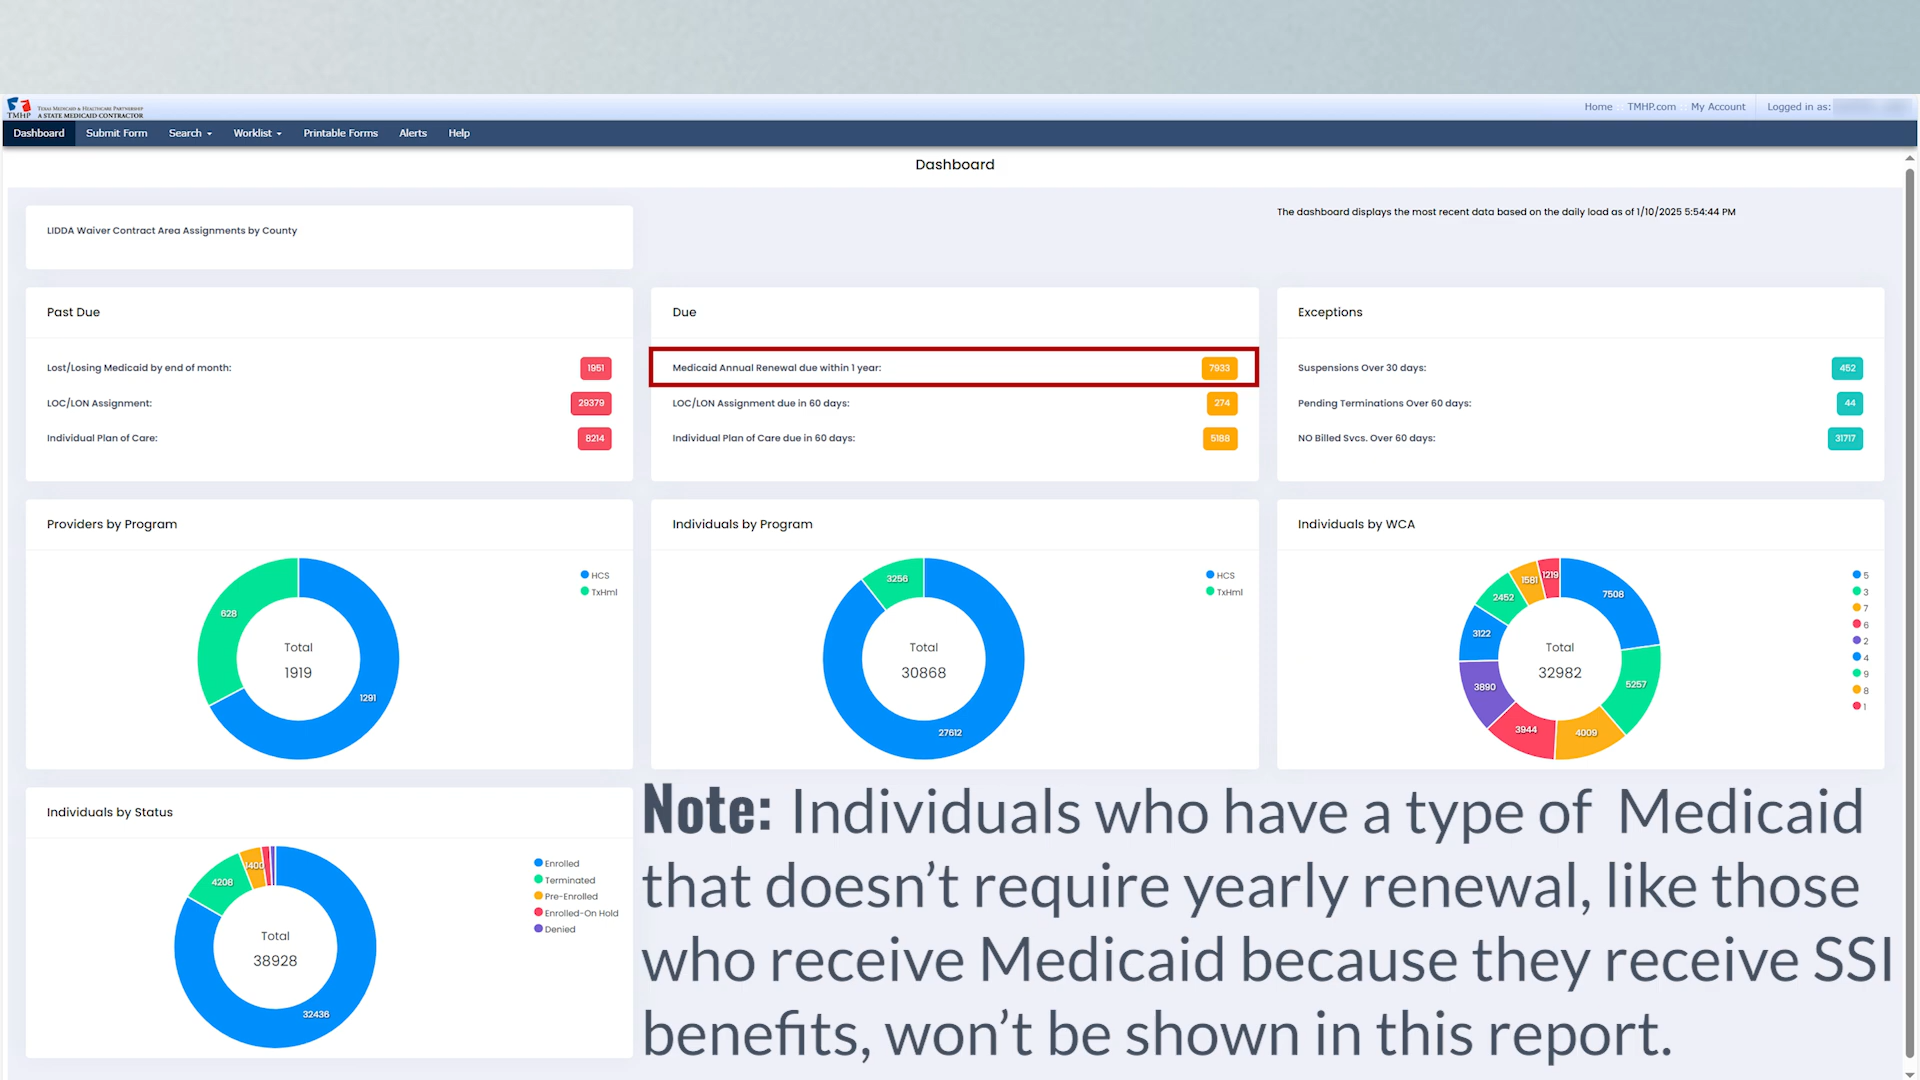 TMHP
TEXAS MEDICAID & HEALTHCARE PARTNERSHIP
A STATE MEDICAID CONTRACTOR
Home TMHP.com My Account Logged in as:
Dashboard Submit Form Search Worklist Printable Forms Alerts Help
Dashboard
LIDDA Waiver Contract Area Assignments by County
The dashboard displays the most recent data based on the daily load as of 1/10/2025 5:54:44 PM
Past Due
Lost/Losing Medicaid by end of month: 1951
LOC/LON Assignment: 29379
Individual Plan of Care: 8214
Due
Medicaid Annual Renewal due within 1 year: 7933
LOC/LON Assignment due in 60 days: 274
Individual Plan of Care due in 60 days: 5188
Exceptions
Suspensions Over 30 days: 452
Pending Terminations Over 60 days: 44
NO Billed Svcs. Over 60 days: 31717
Providers by Program
628
Total
1919
1291
HCS
TxHml
Individuals by Program
3256
Total
30868
27612
HCS
TxHml
Individuals by WCA
1219
1581
2452
7508
3122
Total
32982
3890
5257
3944
4009
5
3
7
6
2
4
9
8
1
Individuals by Status
1400
4208
Total
38928
32436
Enrolled
Terminated
Pre-Enrolled
Enrolled-On Hold
Denied
Note: Individuals who have a type of Medicaid
that doesn’t require yearly renewal, like those
who receive Medicaid because they receive SSI
benefits, won’t be shown in this report.